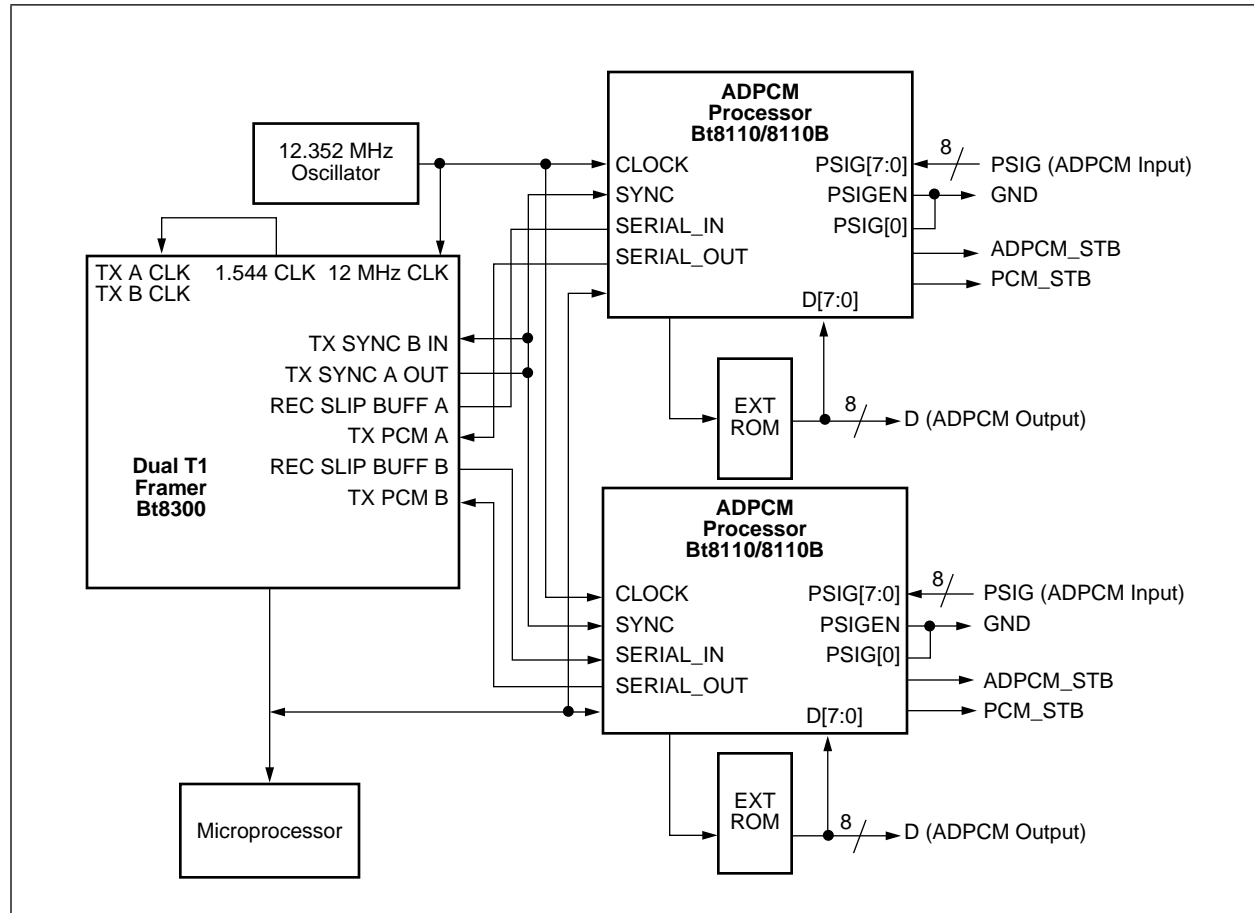 ADPCM
Processor
Bt8110/8110B
12.352 MHz
Oscillator
CLOCK
SYNC
SERIAL_IN
SERIAL_OUT
PSIG[7:0]
PSIGEN
PSIG[0]
D[7:0]
8
PSIG (ADPCM Input)
GND
ADPCM_STB
PCM_STB
TX A CLK
TX B CLK
1.544 CLK
12 MHz CLK
TX SYNC B IN
TX SYNC A OUT
REC SLIP BUFF A
TX PCM A
REC SLIP BUFF B
TX PCM B
Dual T1
Framer
Bt8300
EXT
ROM
8
D (ADPCM Output)
ADPCM
Processor
Bt8110/8110B
CLOCK
SYNC
SERIAL_IN
SERIAL_OUT
PSIG[7:0]
PSIGEN
PSIG[0]
D[7:0]
8
PSIG (ADPCM Input)
GND
ADPCM_STB
PCM_STB
EXT
ROM
8
D (ADPCM Output)
Microprocessor